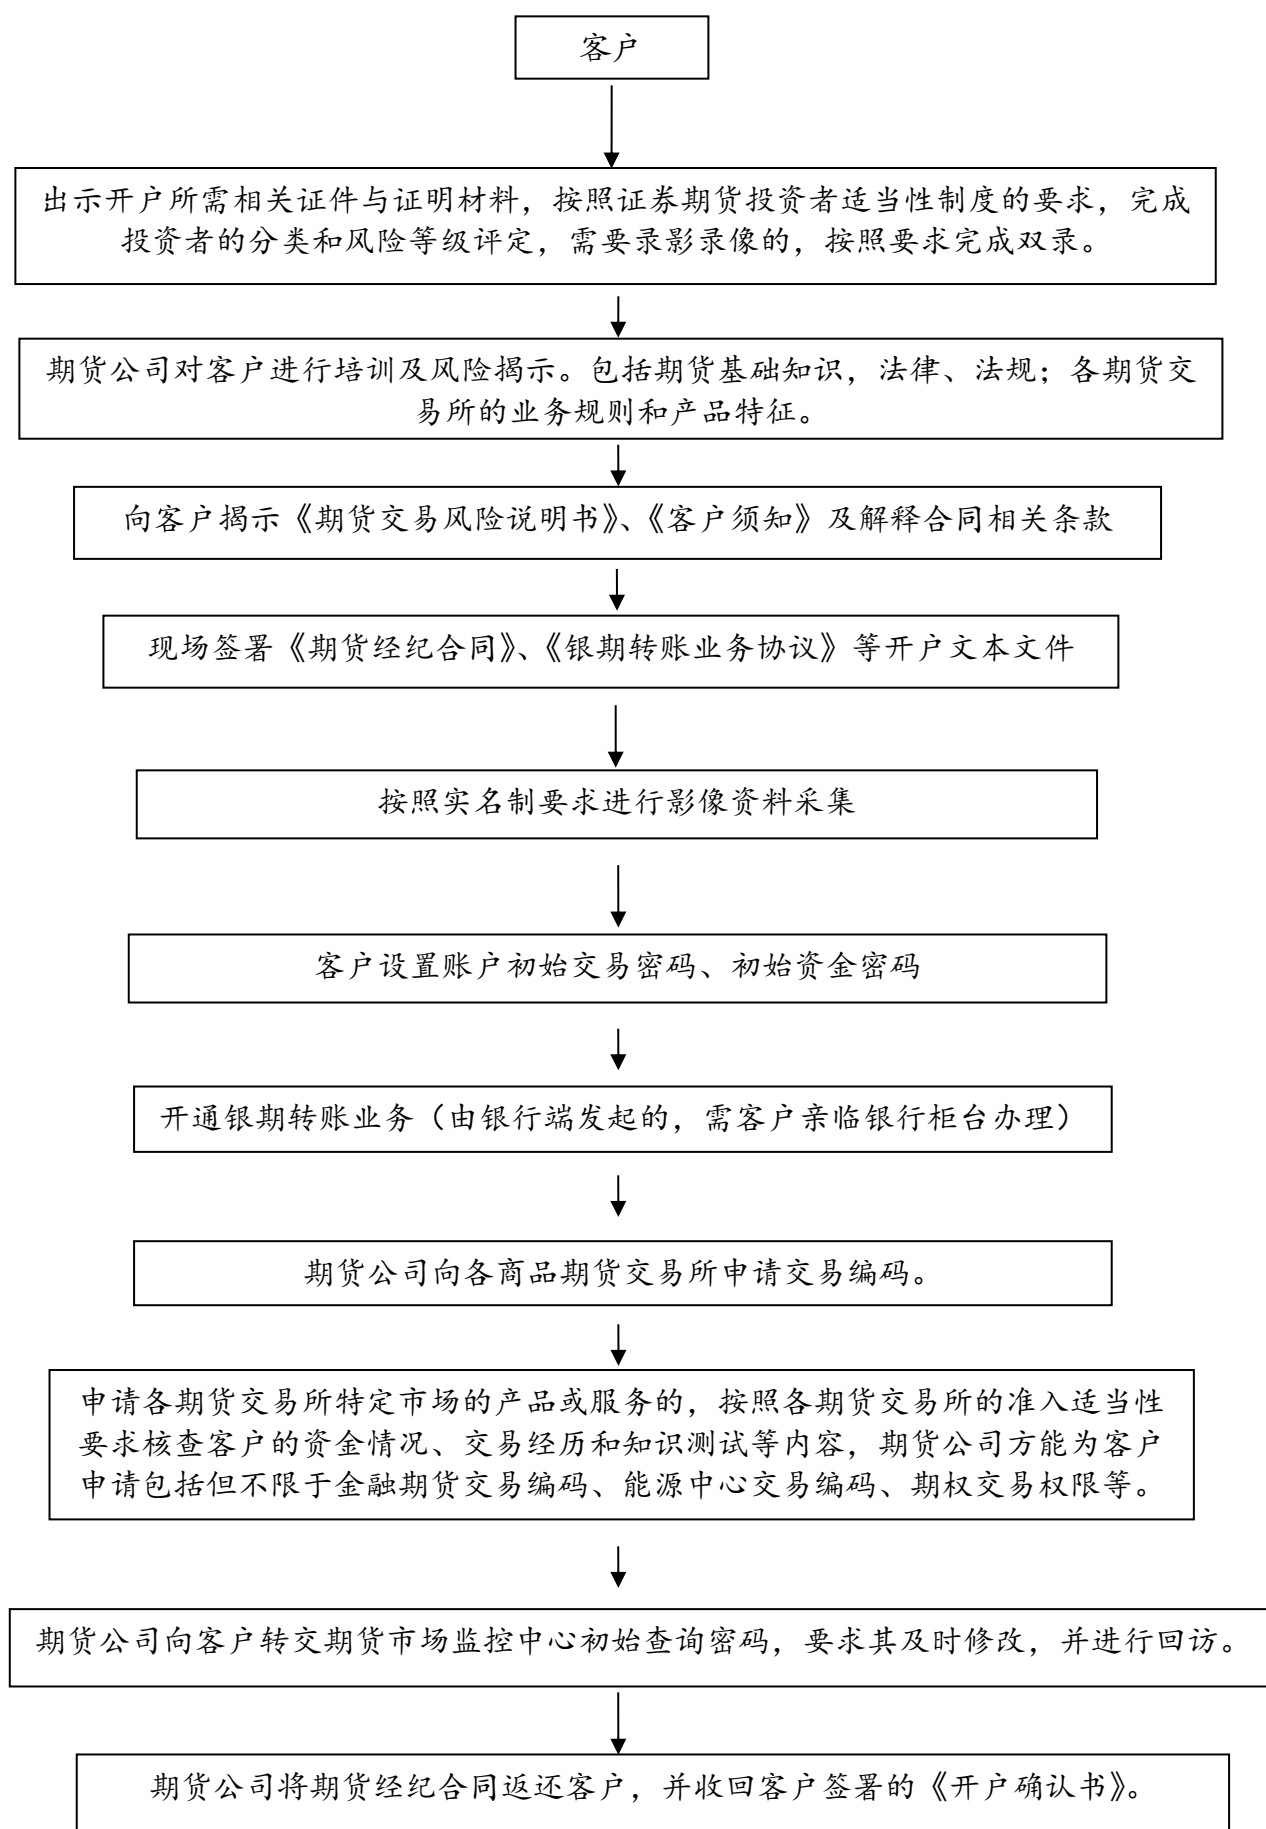 客户
出示开户所需相关证件与证明材料，按照证券期货投资者适当性制度的要求，完成
投资者的分类和风险等级评定，需要录影录像的，按照要求完成双录。
期货公司对客户进行培训及风险揭示。包括期货基础知识，法律、法规；各期货交
易所的业务规则和产品特征。
向客户揭示《期货交易风险说明书》、《客户须知》及解释合同相关条款
现场签署《期货经纪合同》、《银期转账业务协议》等开户文本文件
按照实名制要求进行影像资料采集
客户设置账户初始交易密码、初始资金密码
开通银期转账业务（由银行端发起的，需客户亲临银行柜台办理）
期货公司向各商品期货交易所申请交易编码。
申请各期货交易所特定市场的产品或服务的，按照各期货交易所的准入适当性
要求核查客户的资金情况、交易经历和知识测试等内容，期货公司方能为客户
申请包括但不限于金融期货交易编码、能源中心交易编码、期权交易权限等。
期货公司向客户转交期货市场监控中心初始查询密码，要求其及时修改，并进行回访。
期货公司将期货经纪合同返还客户，并收回客户签署的《开户确认书》。